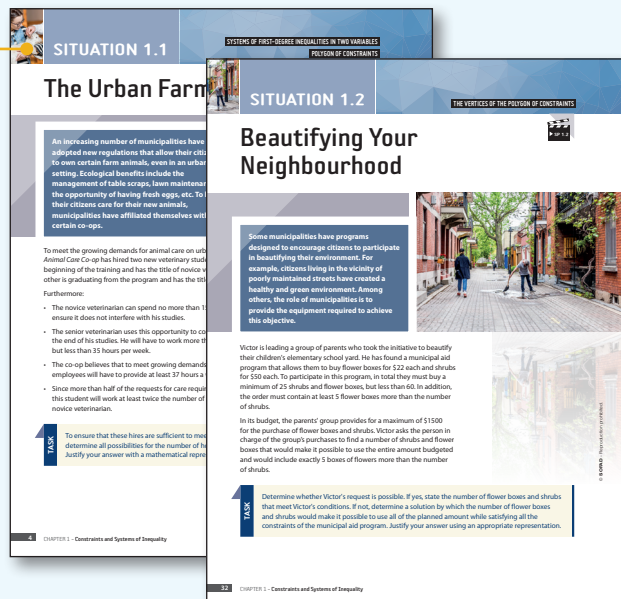 SITUATION 1.1
SYSTEMS OF FIRST-DEGREE INEQUALITIES IN TWO VARIABLES
POLYGON OF CONSTRAINTS
The Urban Farm
An increasing number of municipalities have
adopted new regulations that allow their
to own certain farm animals, even in an urban
setting. Ecological benefits include the
management of table scraps, lawn
the opportunity of having fresh eggs, etc. To
their citizens care for their new animals,
municipalities have affiliated themselves
certain co-ops.
To meet the growing demands for animal care on
Animal Care Co-op has hired two new veterinary
beginning of the training and has the title of novice
other is graduating from the program and has the
Furthermore:
• The novice veterinarian can spend no more than
ensure it does not interfere with his studies.
• The senior veterinarian uses this opportunity to
the end of his studies. He will have to work more
but less than 35 hours per week.
• The co-op believes that to meet growing demands
employees will have to provide at least 37 hours a
• Since more than half of the requests for care
this student will work at least twice the number of
novice veterinarian.
TASK
To ensure that these hires are sufficient to
determine all possibilities for the number of
Justify your answer with a mathematical
4 CHAPTER 1 – Constraints and Systems of Inequality
SITUATION 1.2
THE VERTICES OF THE POLYGON OF CONSTRAINTS
Beautifying Your
Neighbourhood
SP 1.2
Some municipalities have programs
designed to encourage citizens to participate
in beautifying their environment. For
example, citizens living in the vicinity of
poorly maintained streets have created a
healthy and green environment. Among
others, the role of municipalities is to
provide the equipment required to achieve
this objective.
Victor is leading a group of parents who took the initiative to beautify
their children's elementary school yard. He has found a municipal aid
program that allows them to buy flower boxes for $22 each and shrubs
for $50 each. To participate in this program, in total they must buy a
minimum of 25 shrubs and flower boxes, but less than 60. In addition,
the order must contain at least 5 flower boxes more than the number
of shrubs.
In its budget, the parents' group provides for a maximum of $1500
for the purchase of flower boxes and shrubs. Victor asks the person in
charge of the group's purchases to find a number of shrubs and flower
boxes that would make it possible to use the entire amount budgeted
and would include exactly 5 boxes of flowers more than the number
of shrubs.
© SOFAD - Reproduction prohibited.
TASK
Determine whether Victor's request is possible. If yes, state the number of flower boxes and shrubs
that meet Victor's conditions. If not, determine a solution by which the number of flower boxes
and shrubs would make it possible to use all of the planned amount while satisfying all the
constraints of the municipal aid program. Justify your answer using an appropriate representation.
32 CHAPTER 1 – Constraints and Systems of Inequality